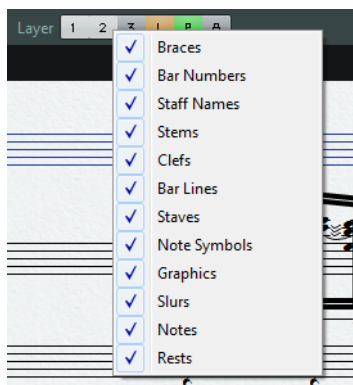 Layer 1 2 3 L P A
Braces
Bar Numbers
Staff Names
Stems
Clefs
Bar Lines
Staves
Note Symbols
Graphics
Slurs
Notes
Rests